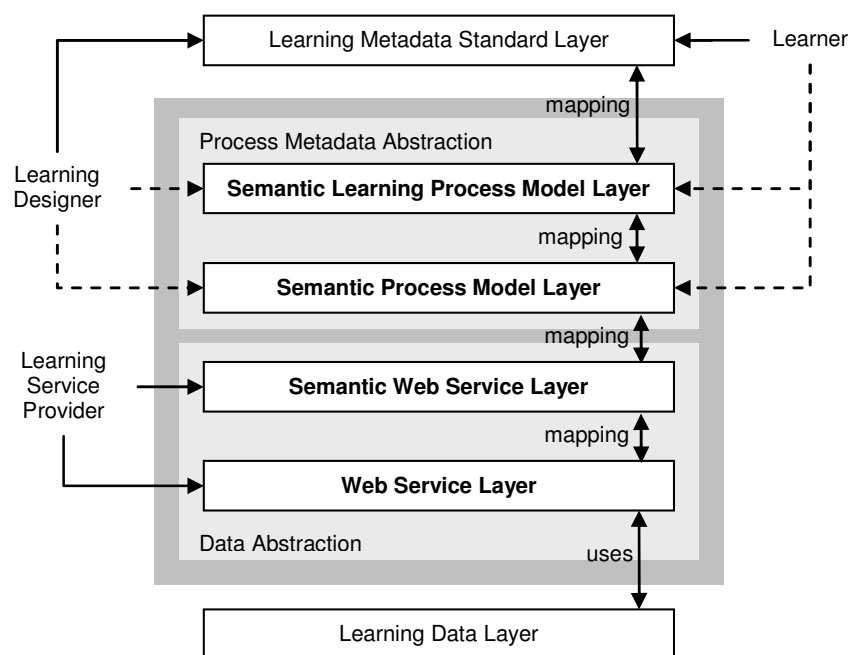 Learning Metadata Standard Layer
Learner
mapping
Process Metadata Abstraction
Learning
Designer
Semantic Learning Process Model Layer
mapping
Semantic Process Model Layer
mapping
Learning
Service
Provider
Semantic Web Service Layer
mapping
Web Service Layer
Data Abstraction
uses
Learning Data Layer